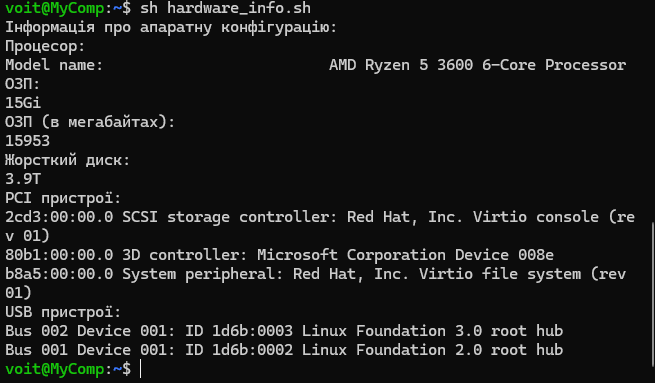 voit@MyComp:~$ sh hardware_info.sh
Інформація про апаратну конфігурацію:
Процесор:
Model name:                         AMD Ryzen 5 3600 6-Core Processor
ОЗП:
15Gi
ОЗП (в мегабайтах):
15953
Жорсткий диск:
3.9T
PCI пристрої:
2cd3:00:00.0 SCSI storage controller: Red Hat, Inc. Virtio console (re
v 01)
80b1:00:00.0 3D controller: Microsoft Corporation Device 008e
b8a5:00:00.0 System peripheral: Red Hat, Inc. Virtio file system (rev
01)
USB пристрої:
Bus 002 Device 001: ID 1d6b:0003 Linux Foundation 3.0 root hub
Bus 001 Device 001: ID 1d6b:0002 Linux Foundation 2.0 root hub
voit@MyComp:~$